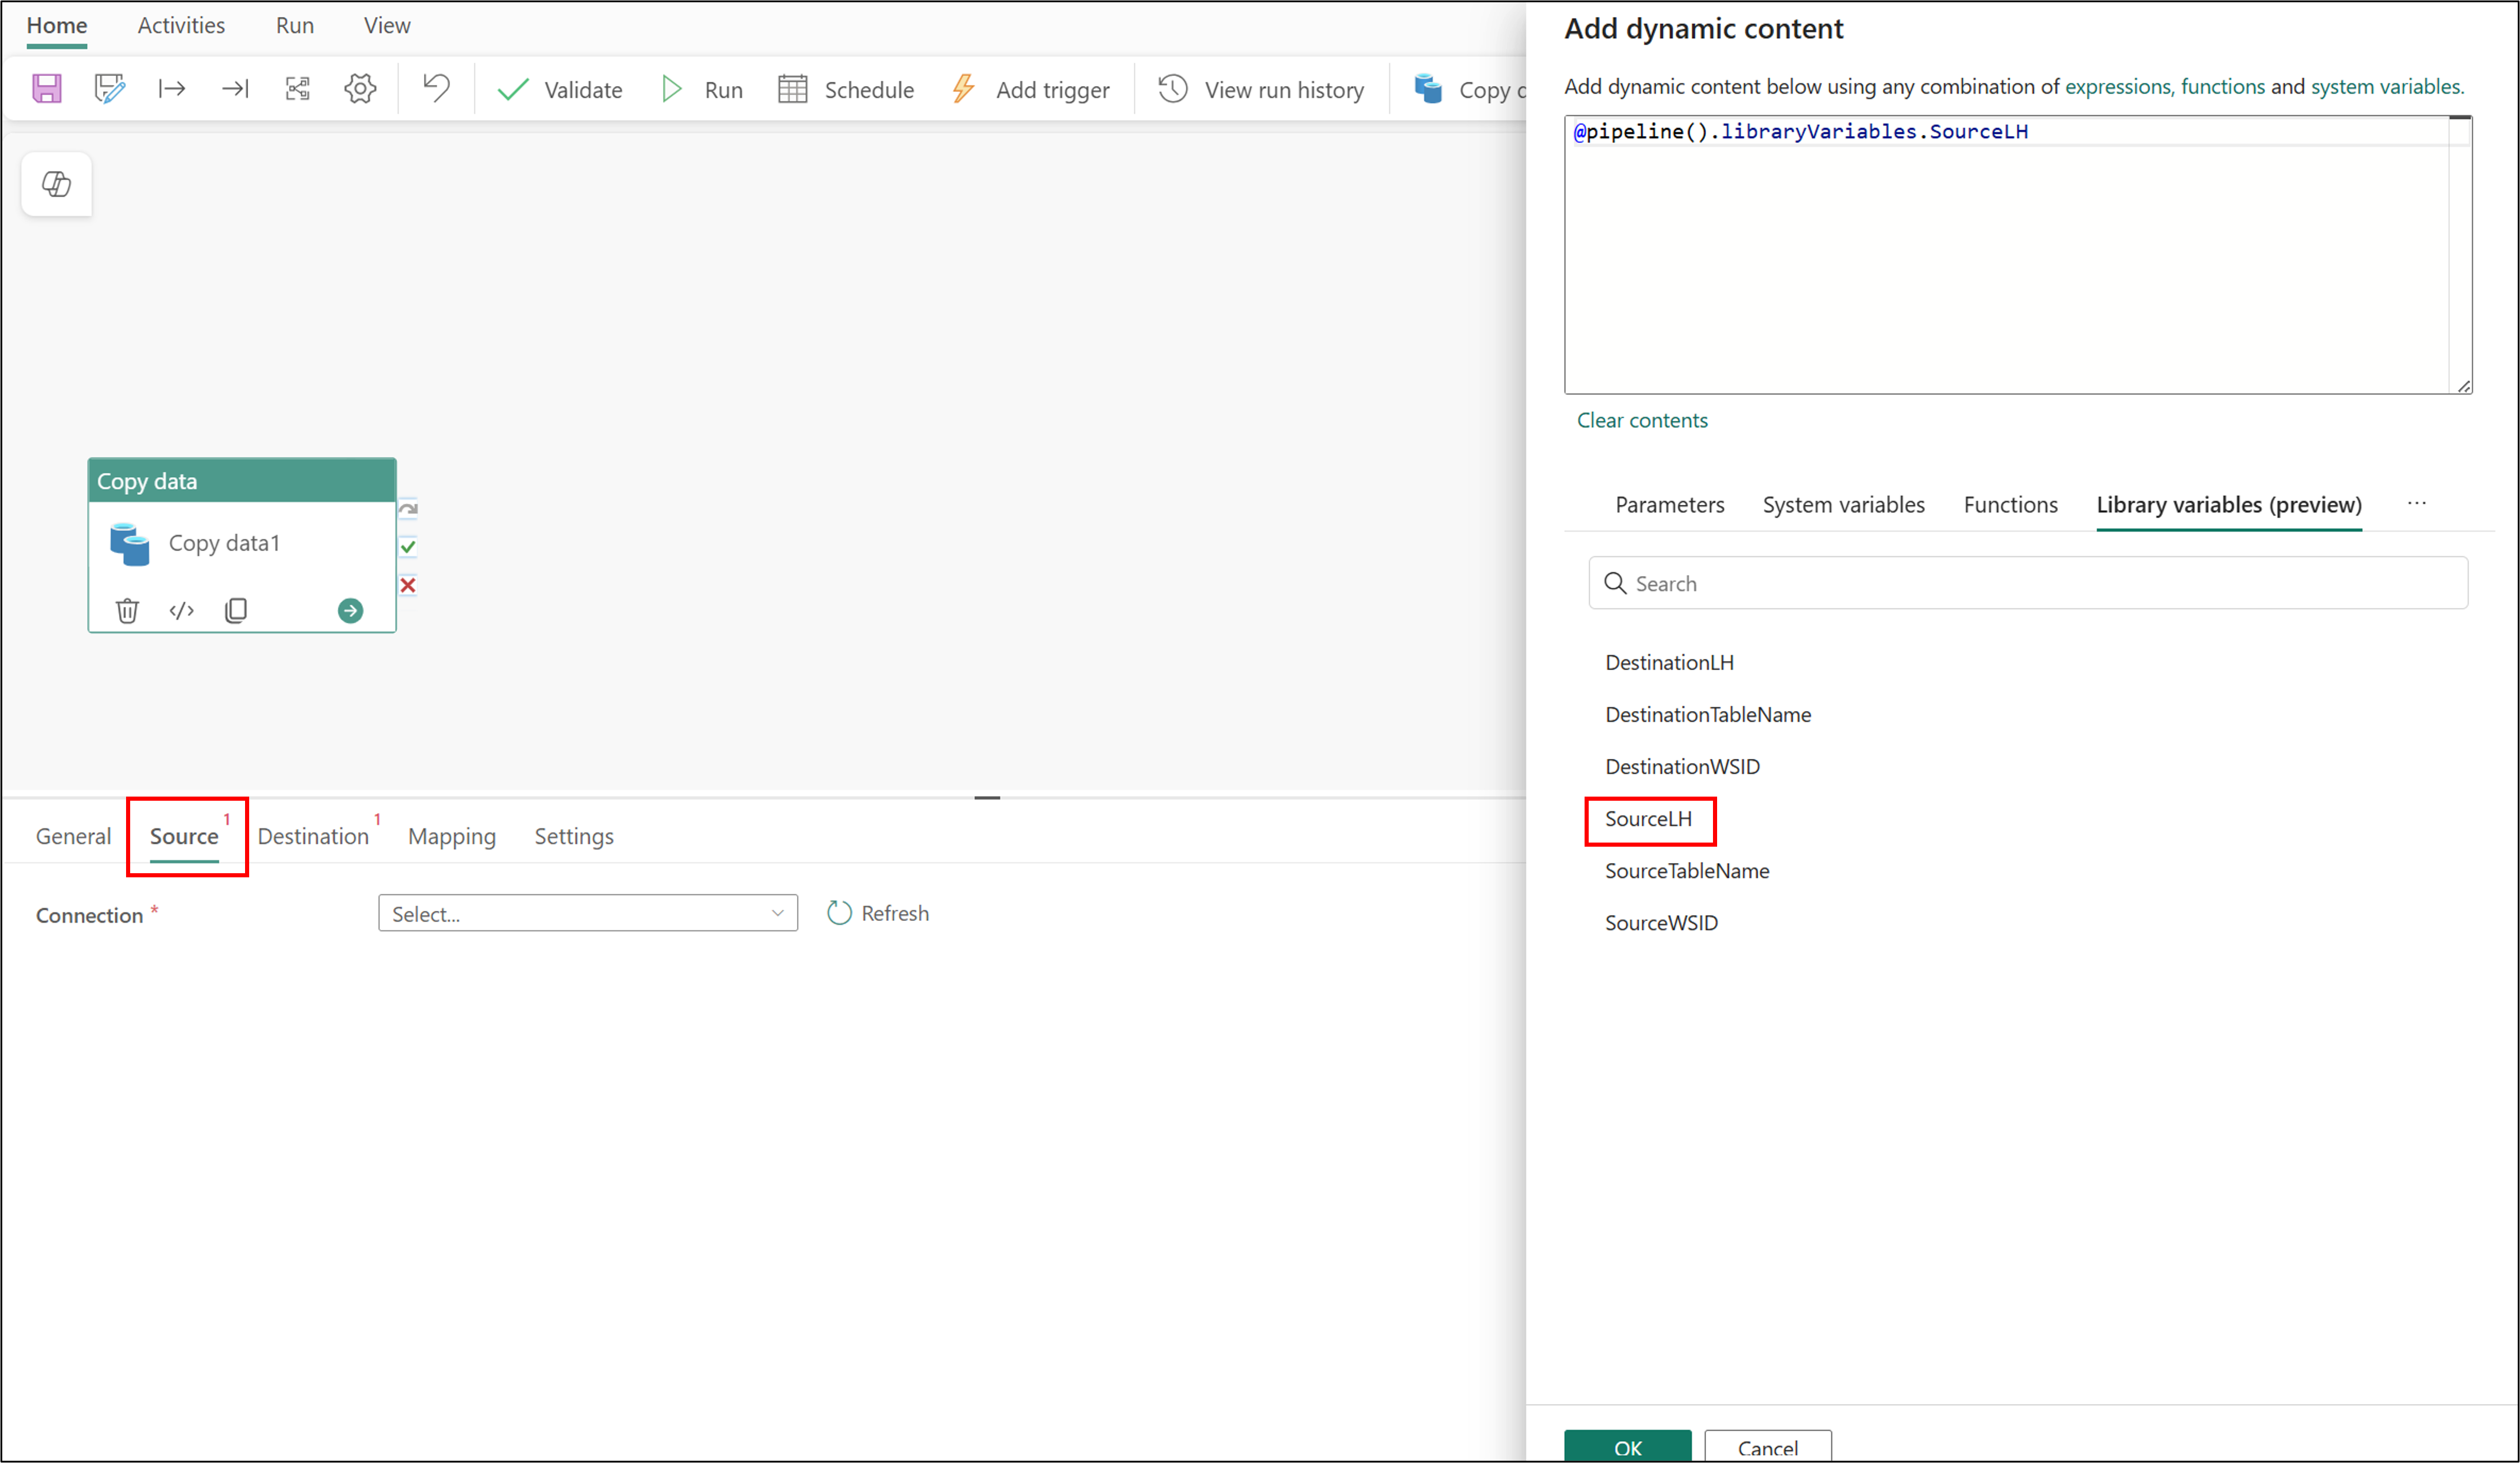 Home Activities Run View
Validate Run Schedule Add trigger View run history Copy d
Copy data
Copy data1
General Source 1 Destination 1 Mapping Settings
Connection * Select... Refresh
Add dynamic content
Add dynamic content below using any combination of expressions, functions and system variables.
@pipeline().libraryVariables.SourceLH
Clear contents
Parameters System variables Functions Library variables (preview) ...
Search
DestinationLH
DestinationTableName
DestinationWSID
SourceLH
SourceTableName
SourceWSID
OK Cancel